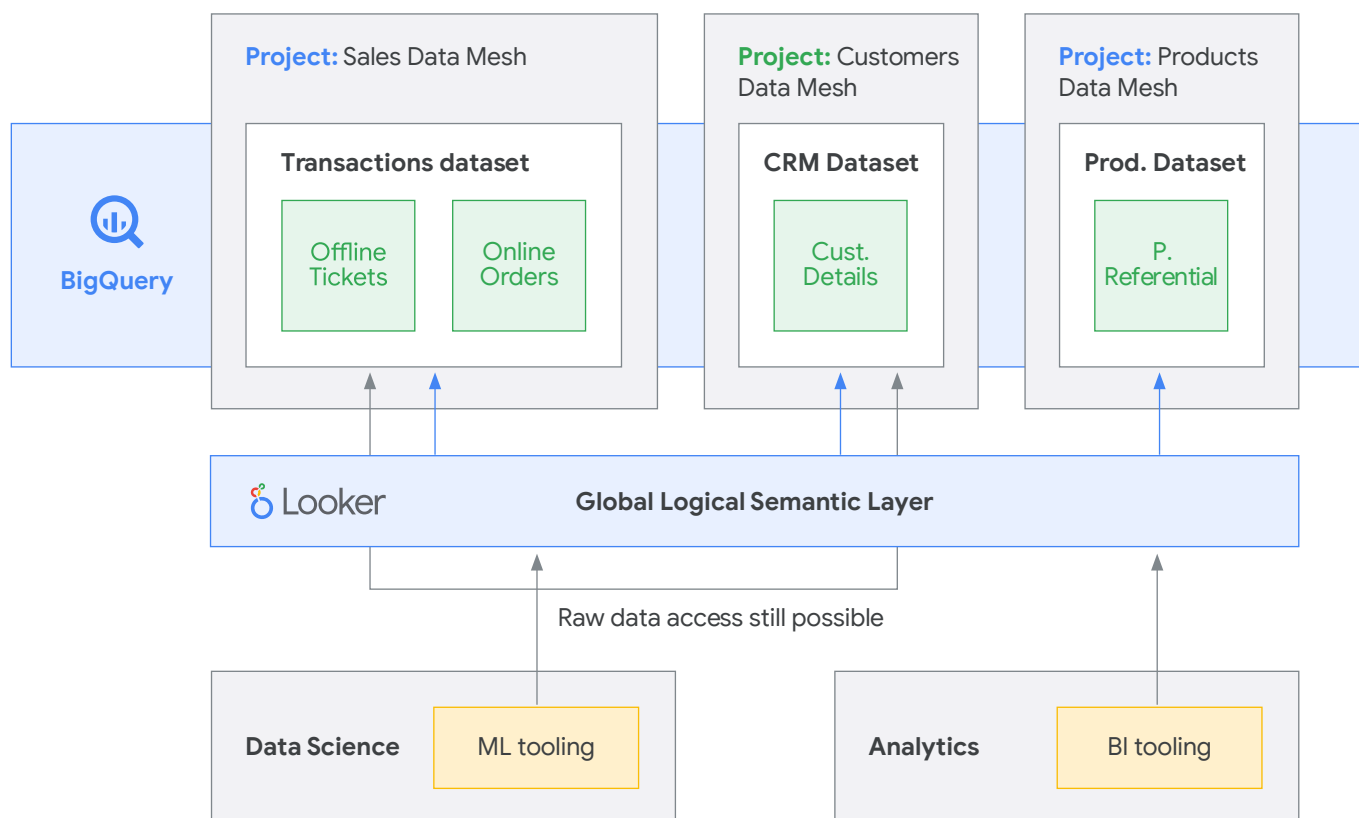 Project: Sales Data Mesh
Project: Customers
Data Mesh
Project: Products
Data Mesh
Transactions dataset
CRM Dataset
Prod. Dataset
Offline
Tickets
Online
Orders
Cust.
Details
P.
Referential
BigQuery
Looker
Global Logical Semantic Layer
Raw data access still possible
Data Science
ML tooling
Analytics
BI tooling